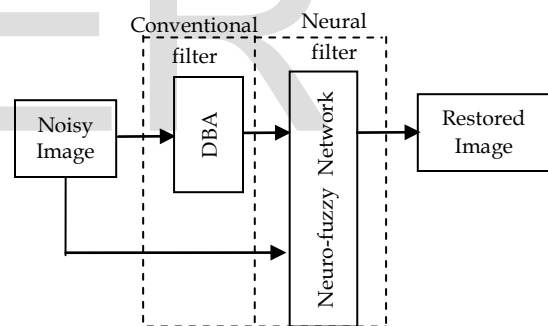 Conventional
filter
Neural
filter
Noisy
Image
DBA
Neuro-fuzzy Network
Restored
Image